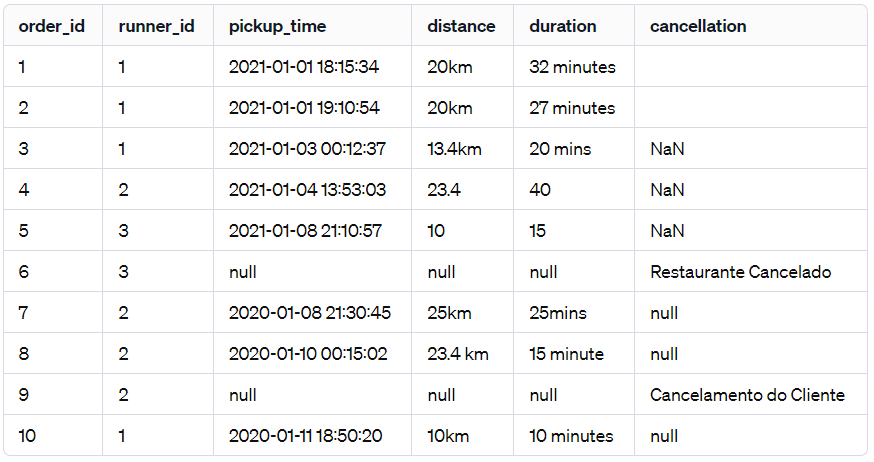 order_id runner_id pickup_time distance duration cancellation
1 1 2021-01-01 18:15:34 20km 32 minutes
2 1 2021-01-01 19:10:54 20km 27 minutes
3 1 2021-01-03 00:12:37 13.4km 20 mins NaN
4 2 2021-01-04 13:53:03 23.4 40 NaN
5 3 2021-01-08 21:10:57 10 15 NaN
6 3 null null null Restaurante Cancelado
7 2 2020-01-08 21:30:45 25km 25mins null
8 2 2020-01-10 00:15:02 23.4 km 15 minute null
9 2 null null null Cancelamento do Cliente
10 1 2020-01-11 18:50:20 10km 10 minutes null